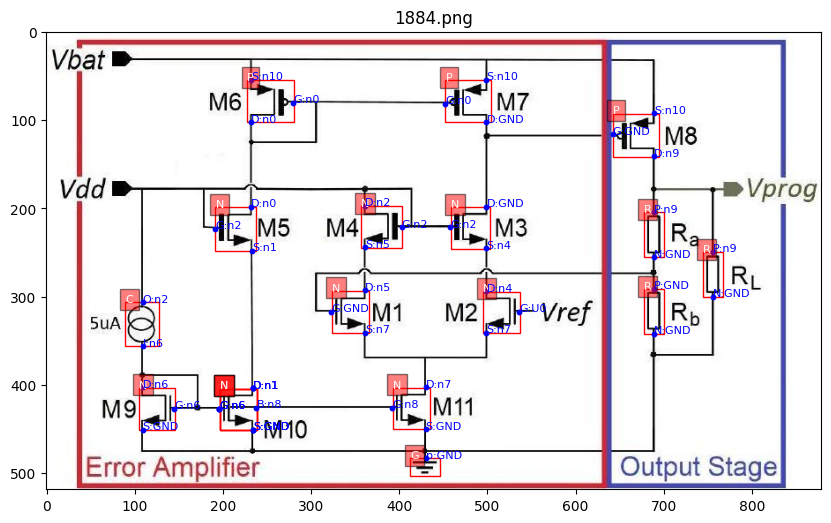 1884.png
Vbat
P S:n10 P S:n10
M6 G:n0 G:n0 M7
D:n0 D:GND
P S:n10
G:GND M8
D:n9
Vdd Vprog
N D:n0 N D:n2 N D:GND R P:n9
G:n2 M5 M4 G:n2 G:n2 M3 Ra
S:n1 S:n5 S:n4 N:GND
R P:n9
RL
N:GND
C O:n2 N D:n5 N D:n4 R P:GND
5uA G:GND M1 M2 G:U0 Vref Rb
I:n6 S:n7 S:n7 N:GND
N D:n6 N D:n1 N D:n7
M9 G:n6 G:n6 B:n8 G:n8 M11
S:GND S:GND M10 S:GND
G p:GND
Error Amplifier Output Stage
0 100 200 300 400 500 600 700 800
0
100
200
300
400
500